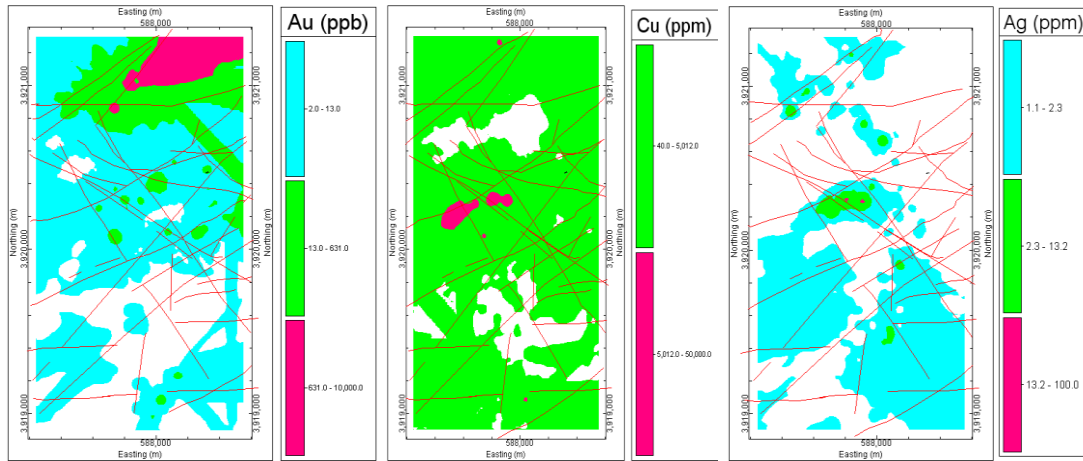 Easting (m)
588,000
Au (ppb)
2.0 - 13.0
13.0 - 631.0
631.0 - 10,000.0
3,921,000
3,920,000
3,919,000
Northing (m)
3,921,000
3,920,000
3,919,000
Northing (m)
588,000
Easting (m)
Easting (m)
588,000
Cu (ppm)
40.0 - 5,012.0
5,012.0 - 50,000.0
3,921,000
3,920,000
3,919,000
Northing (m)
3,921,000
3,920,000
3,919,000
Northing (m)
588,000
Easting (m)
Easting (m)
588,000
Ag (ppm)
1.1 - 2.3
2.3 - 13.2
13.2 - 100.0
3,921,000
3,920,000
3,919,000
Northing (m)
3,921,000
3,920,000
3,919,000
Northing (m)
588,000
Easting (m)